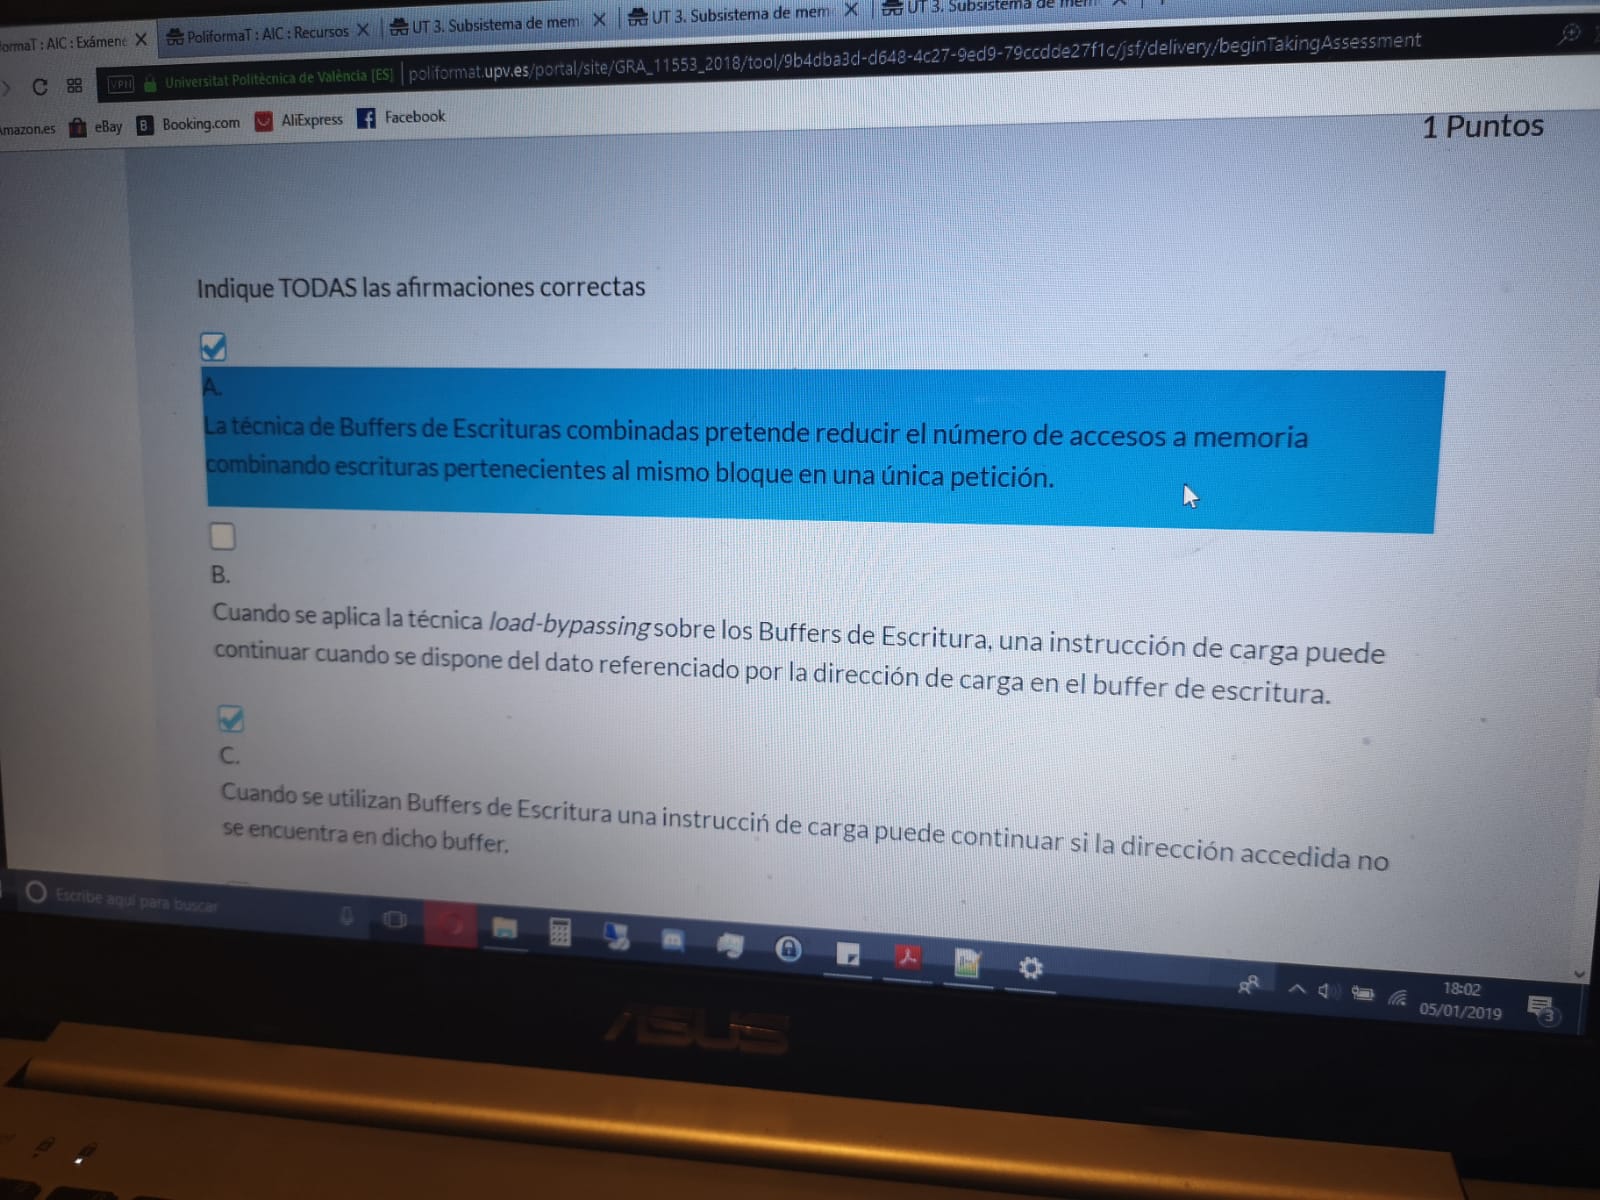 ormaT : AIC : Exámene
PoliformaT : AIC : Recursos
UT 3. Subsistema de mem
UT 3. Subsistema de mem
UT 3. Subsistema de mem
VPN
Universitat Politècnica de València [ES]
poliformat.upv.es/portal/site/GRA_11553_2018/tool/9b4dba3d-d648-4c27-9ed9-79ccdde27f1c/jsf/delivery/beginTakingAssessment
Amazon.es
eBay
B
Booking.com
AliExpress
f
Facebook
1 Puntos
Indique TODAS las afirmaciones correctas
A.
La técnica de Buffers de Escrituras combinadas pretende reducir el número de accesos a memoria
combinando escrituras pertenecientes al mismo bloque en una única petición.
B.
Cuando se aplica la técnica load-bypassing sobre los Buffers de Escritura, una instrucción de carga puede
continuar cuando se dispone del dato referenciado por la dirección de carga en el buffer de escritura.
C.
Cuando se utilizan Buffers de Escritura una instrucciń de carga puede continuar si la dirección accedida no
se encuentra en dicho buffer.
Escribe aquí para buscar
18:02
05/01/2019
3
ASUS